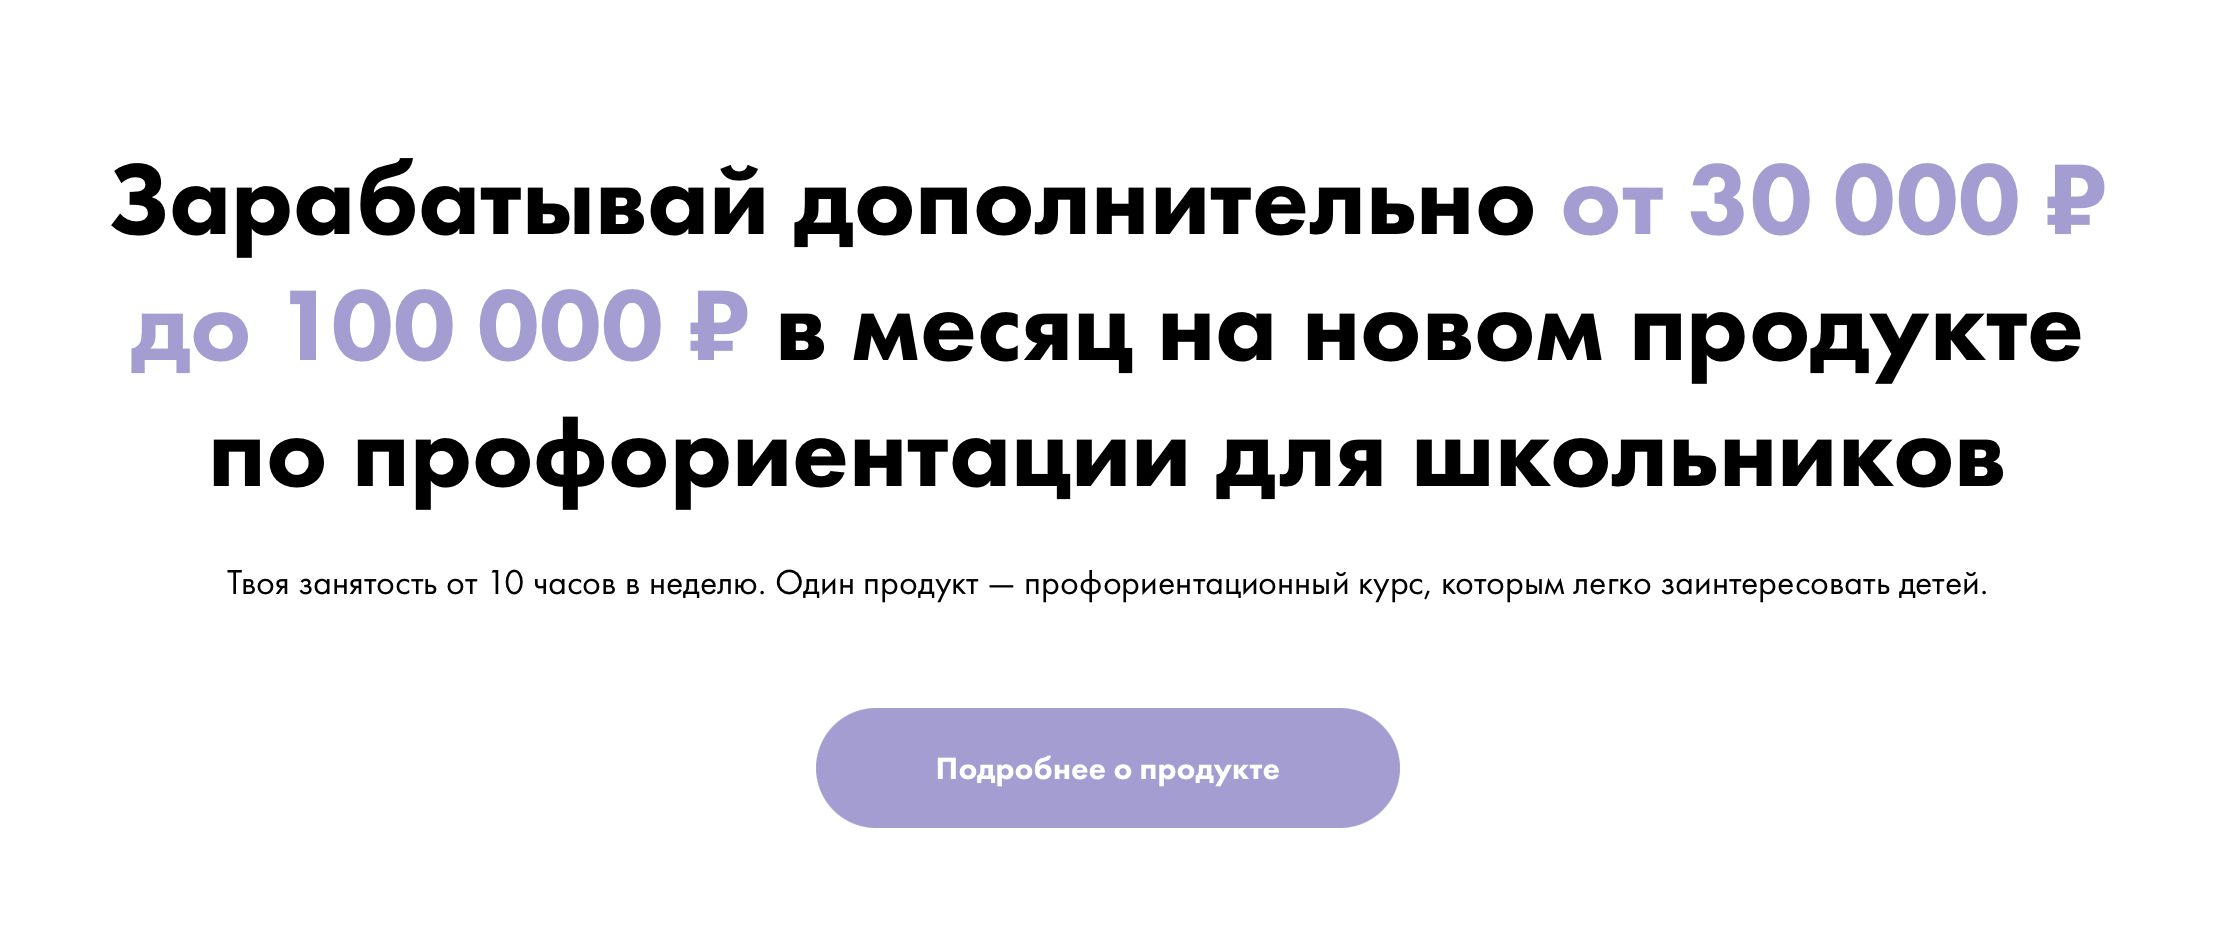 Зарабатывай дополнительно от 30 000 ₽
до 100 000 ₽ в месяц на новом продукте
по профориентации для школьников
Твоя занятость от 10 часов в неделю. Один продукт — профориентационный курс, которым легко заинтересовать детей.
Подробнее о продукте